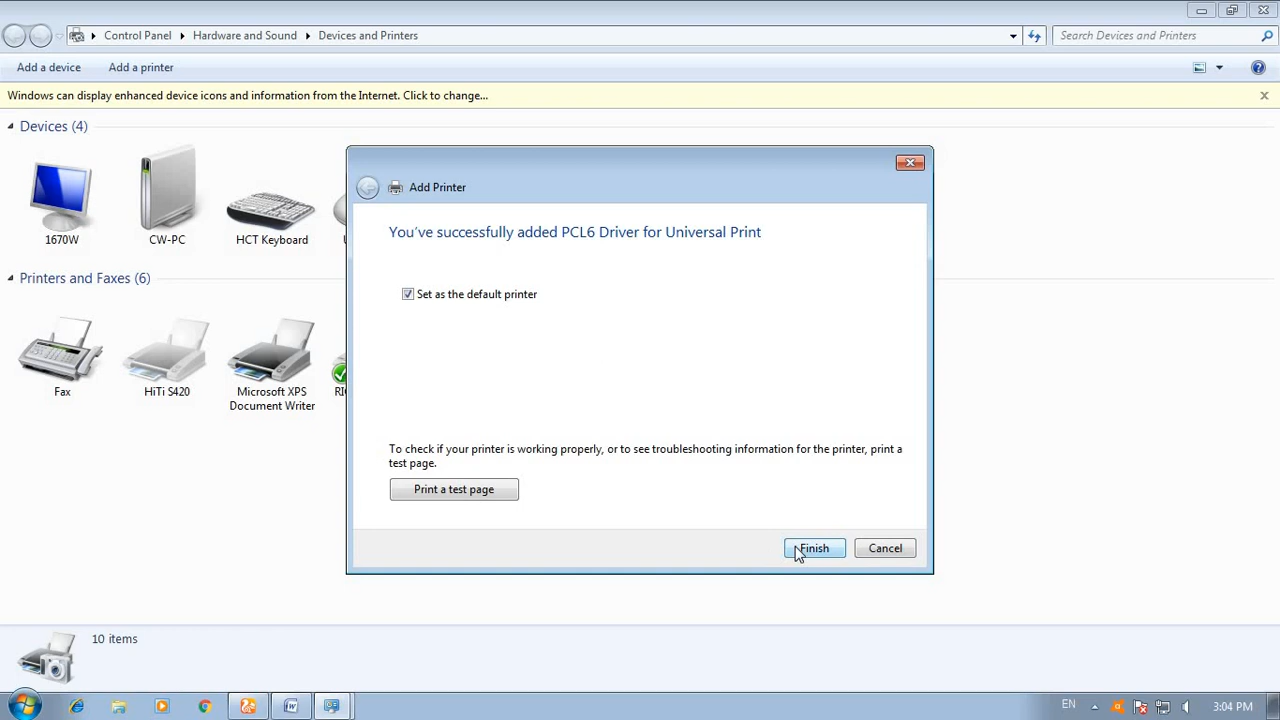 Control Panel
Hardware and Sound
Devices and Printers
Search Devices and Printers
Add a device
Add a printer
Windows can display enhanced device icons and information from the Internet. Click to change...
Devices (4)
1670W
CW-PC
HCT Keyboard
U
Printers and Faxes (6)
Fax
HiTi S420
Microsoft XPS
Document Writer
RIC
Add Printer
You've successfully added PCL6 Driver for Universal Print
Set as the default printer
To check if your printer is working properly, or to see troubleshooting information for the printer, print a
test page.
Print a test page
Finish
Cancel
10 items
EN
3:04 PM